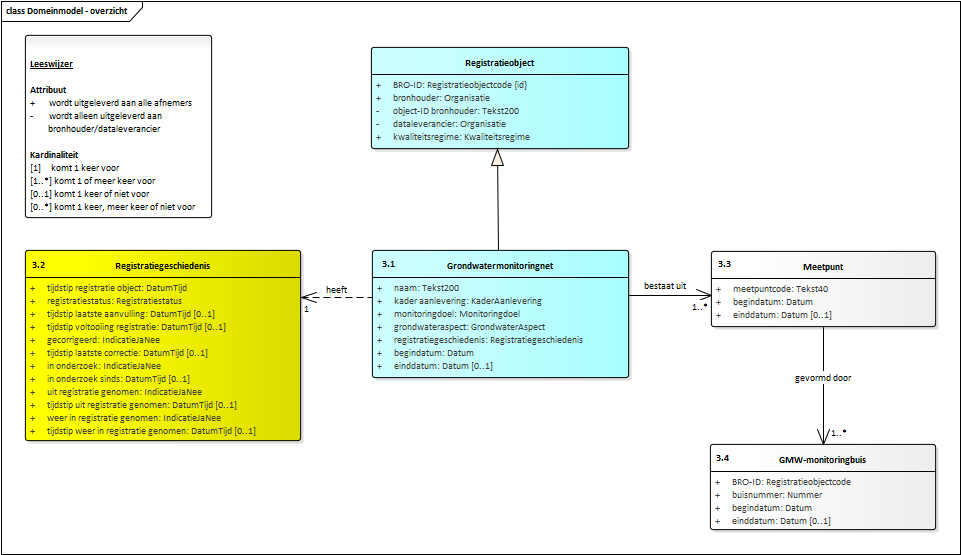 class Domeinmodel - overzicht
Leeswijzer
Attribuut
+ wordt uitgeleverd aan alle afnemers
- wordt alleen uitgeleverd aan
bronhouder/dataleverancier
Kardinaliteit
[1] komt 1 keer voor
[1..*] komt 1 of meer keer voor
[0..1] komt 1 keer of niet voor
[0..*] komt 1 keer, meer keer of niet voor
Registratieobject
+ BRO-ID: Registratieobjectcode {id}
+ bronhouder: Organisatie
- object-ID bronhouder: Tekst200
- dataleverancier: Organisatie
+ kwaliteitsregime: Kwaliteitsregime
3.2 Registratiegeschiedenis
+ tijdstip registratie object: DatumTijd
+ registratiestatus: Registratiestatus
+ tijdstip laatste aanvulling: DatumTijd [0..1]
+ tijdstip voltooiing registratie: DatumTijd [0..1]
+ gecorrigeerd: IndicatieJaNee
+ tijdstip laatste correctie: DatumTijd [0..1]
+ in onderzoek: IndicatieJaNee
+ in onderzoek sinds: DatumTijd [0..1]
+ uit registratie genomen: IndicatieJaNee
+ tijdstip uit registratie genomen: DatumTijd [0..1]
+ weer in registratie genomen: IndicatieJaNee
+ tijdstip weer in registratie genomen: DatumTijd [0..1]
heeft
1
3.1 Grondwatermonitoringnet
+ naam: Tekst200
+ kader aanlevering: KaderAanlevering
+ monitoringdoel: Monitoringdoel
+ grondwateraspect: GrondwaterAspect
+ registratiegeschiedenis: Registratiegeschiedenis
+ begindatum: Datum
+ einddatum: Datum [0..1]
bestaat uit
1..*
3.3 Meetpunt
+ meetpuntcode: Tekst40
+ begindatum: Datum
+ einddatum: Datum [0..1]
gevormd door
1..*
3.4 GMW-monitoringbuis
+ BRO-ID: Registratieobjectcode
+ buisnummer: Nummer
+ begindatum: Datum
+ einddatum: Datum [0..1]